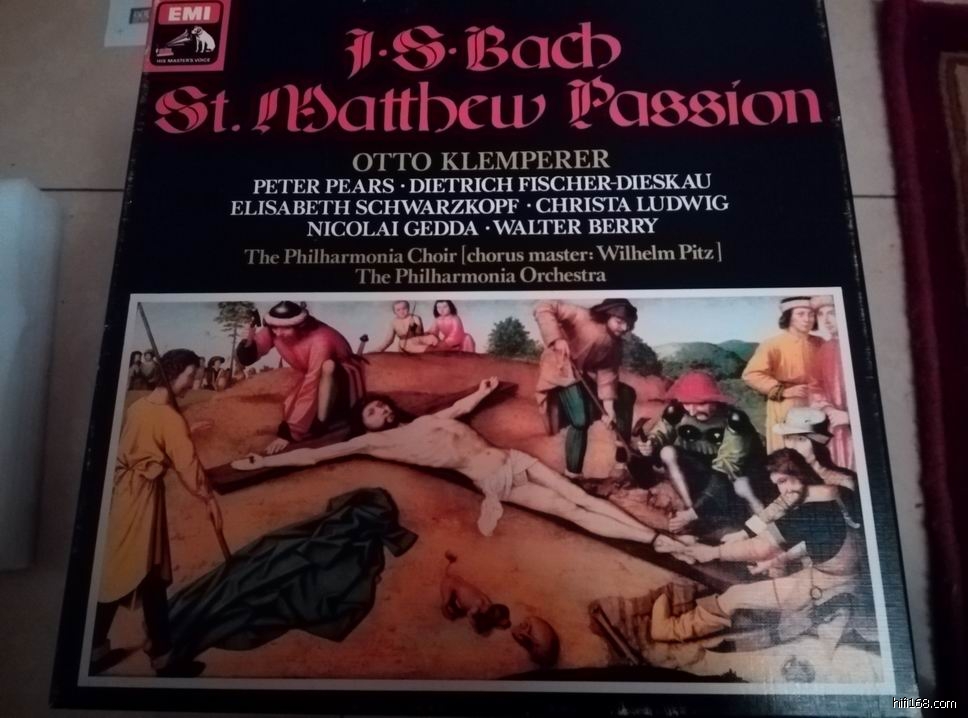 EMI
HIS MASTER'S VOICE
J·S·Bach
St. Matthew Passion
OTTO KLEMPERER
PETER PEARS · DIETRICH FISCHER-DIESKAU
ELISABETH SCHWARZKOPF · CHRISTA LUDWIG
NICOLAI GEDDA · WALTER BERRY
The Philharmonia Choir [chorus master: Wilhelm Pitz]
The Philharmonia Orchestra
hifi168.com